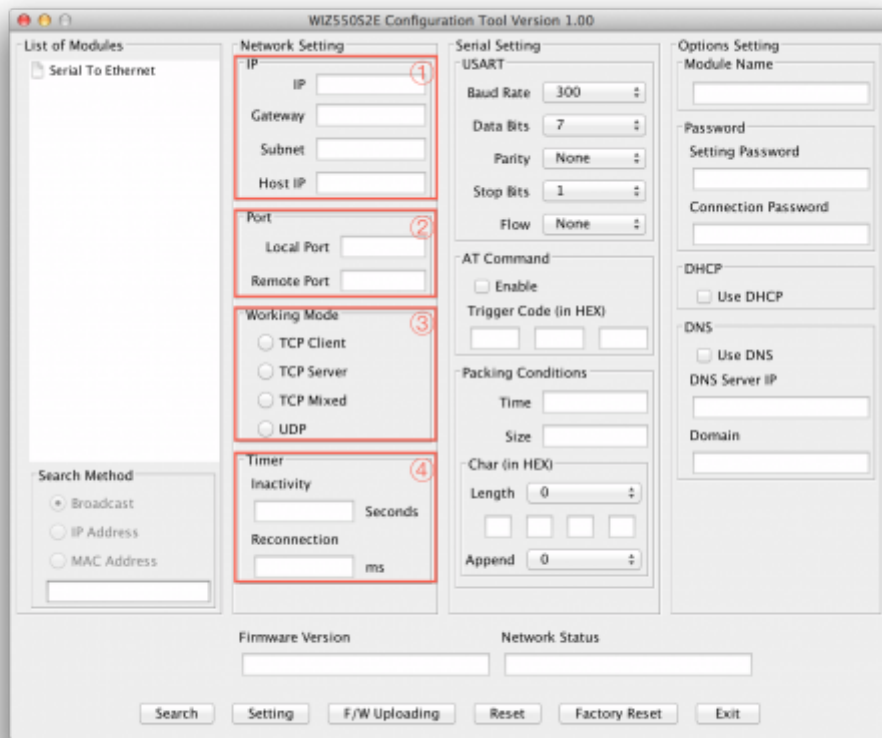 WIZ550S2E Configuration Tool Version 1.00
List of Modules
Serial To Ethernet
Search Method
Broadcast
IP Address
MAC Address
Network Setting
IP
①
IP
Gateway
Subnet
Host IP
Port
②
Local Port
Remote Port
Working Mode
③
TCP Client
TCP Server
TCP Mixed
UDP
Timer
④
Inactivity
Seconds
Reconnection
ms
Serial Setting
USART
Baud Rate 300
Data Bits 7
Parity None
Stop Bits 1
Flow None
AT Command
Enable
Trigger Code (in HEX)
Packing Conditions
Time
Size
Char (in HEX)
Length 0
Append 0
Options Setting
Module Name
Password
Setting Password
Connection Password
DHCP
Use DHCP
DNS
Use DNS
DNS Server IP
Domain
Firmware Version
Network Status
Search Setting F/W Uploading Reset Factory Reset Exit